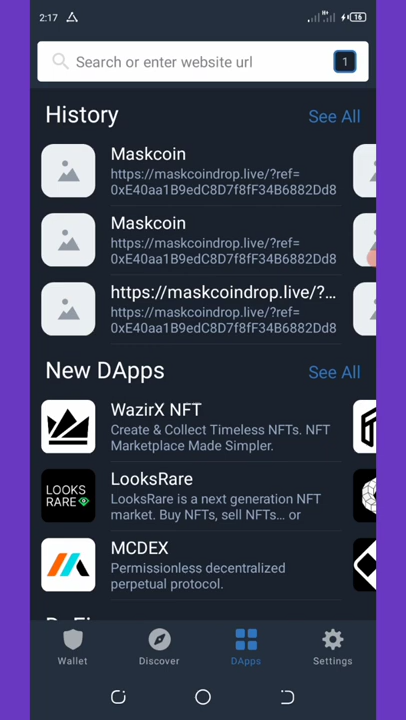 2:17
16
Search or enter website url
1
History
See All
Maskcoin
https://maskcoindrop.live/?ref=
0XE40aa1B9edC8D7f8fF34B6882Dd8
Maskcoin
https://maskcoindrop.live/?ref=
0XE40aa1B9edC8D7f8fF34B6882Dd8
https://maskcoindrop.live/?...
https://maskcoindrop.live/?ref=
0XE40aa1B9edC8D7f8fF34B6882Dd8
New DApps
See All
WazirX NFT
Create & Collect Timeless NFTs. NFT
Marketplace Made Simpler.
LOOKS
RARE
LooksRare
LooksRare is a next generation NFT
market. Buy NFTs, sell NFTs... or
MCDEX
Permissionless decentralized
perpetual protocol.
Wallet
Discover
DApps
Settings